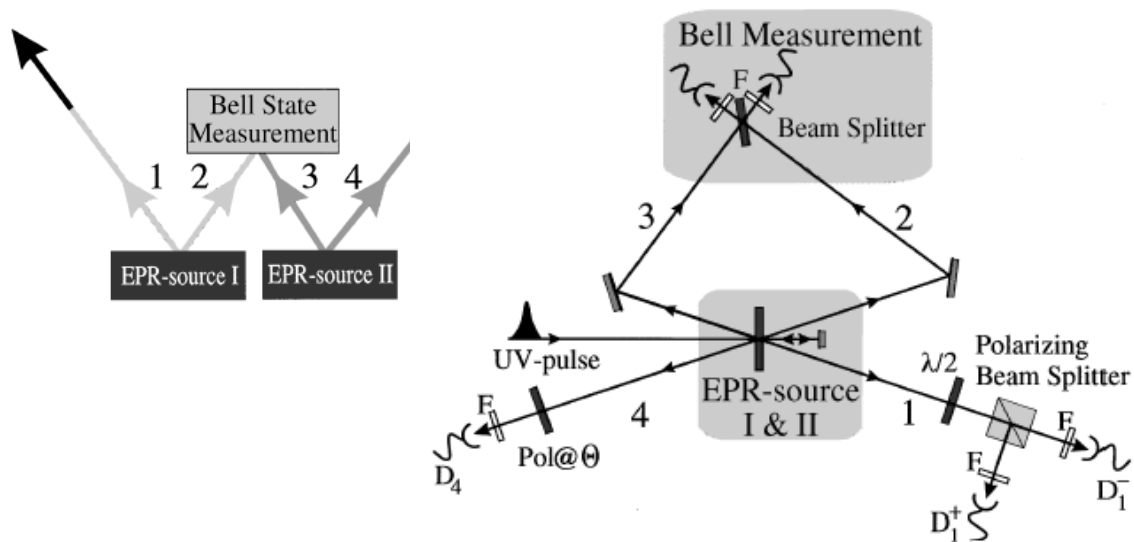 Bell State
Measurement
1
2
3
4
EPR-source I
EPR-source II
Bell Measurement
F
Beam Splitter
3
2
UV-pulse
EPR-source
I & II
λ/2
Polarizing
Beam Splitter
4
1
F
Pol@Θ
D₄
F
F
D₁⁻
D₁⁺